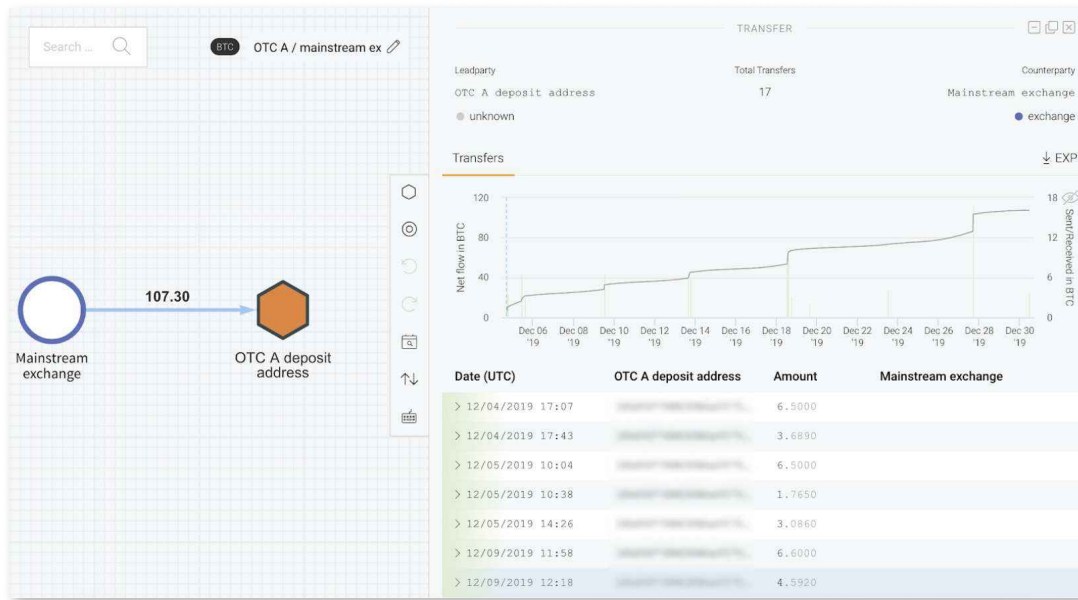 Search ...
BTC
OTC A / mainstream ex
107.30
Mainstream
exchange
OTC A deposit
address
TRANSFER
Leadparty
Total Transfers
Counterparty
OTC A deposit address
17
Mainstream exchange
unknown
exchange
Transfers
EXP
120
80
40
0
Net flow in BTC
18
12
6
0
Sent/Received in BTC
Dec 06 '19
Dec 08 '19
Dec 10 '19
Dec 12 '19
Dec 14 '19
Dec 16 '19
Dec 18 '19
Dec 20 '19
Dec 22 '19
Dec 24 '19
Dec 26 '19
Dec 28 '19
Dec 30 '19
Date (UTC) OTC A deposit address Amount Mainstream exchange
> 12/04/2019 17:07 6.5000
> 12/04/2019 17:43 3.6890
> 12/05/2019 10:04 6.5000
> 12/05/2019 10:38 1.7650
> 12/05/2019 14:26 3.0860
> 12/09/2019 11:58 6.6000
> 12/09/2019 12:18 4.5920